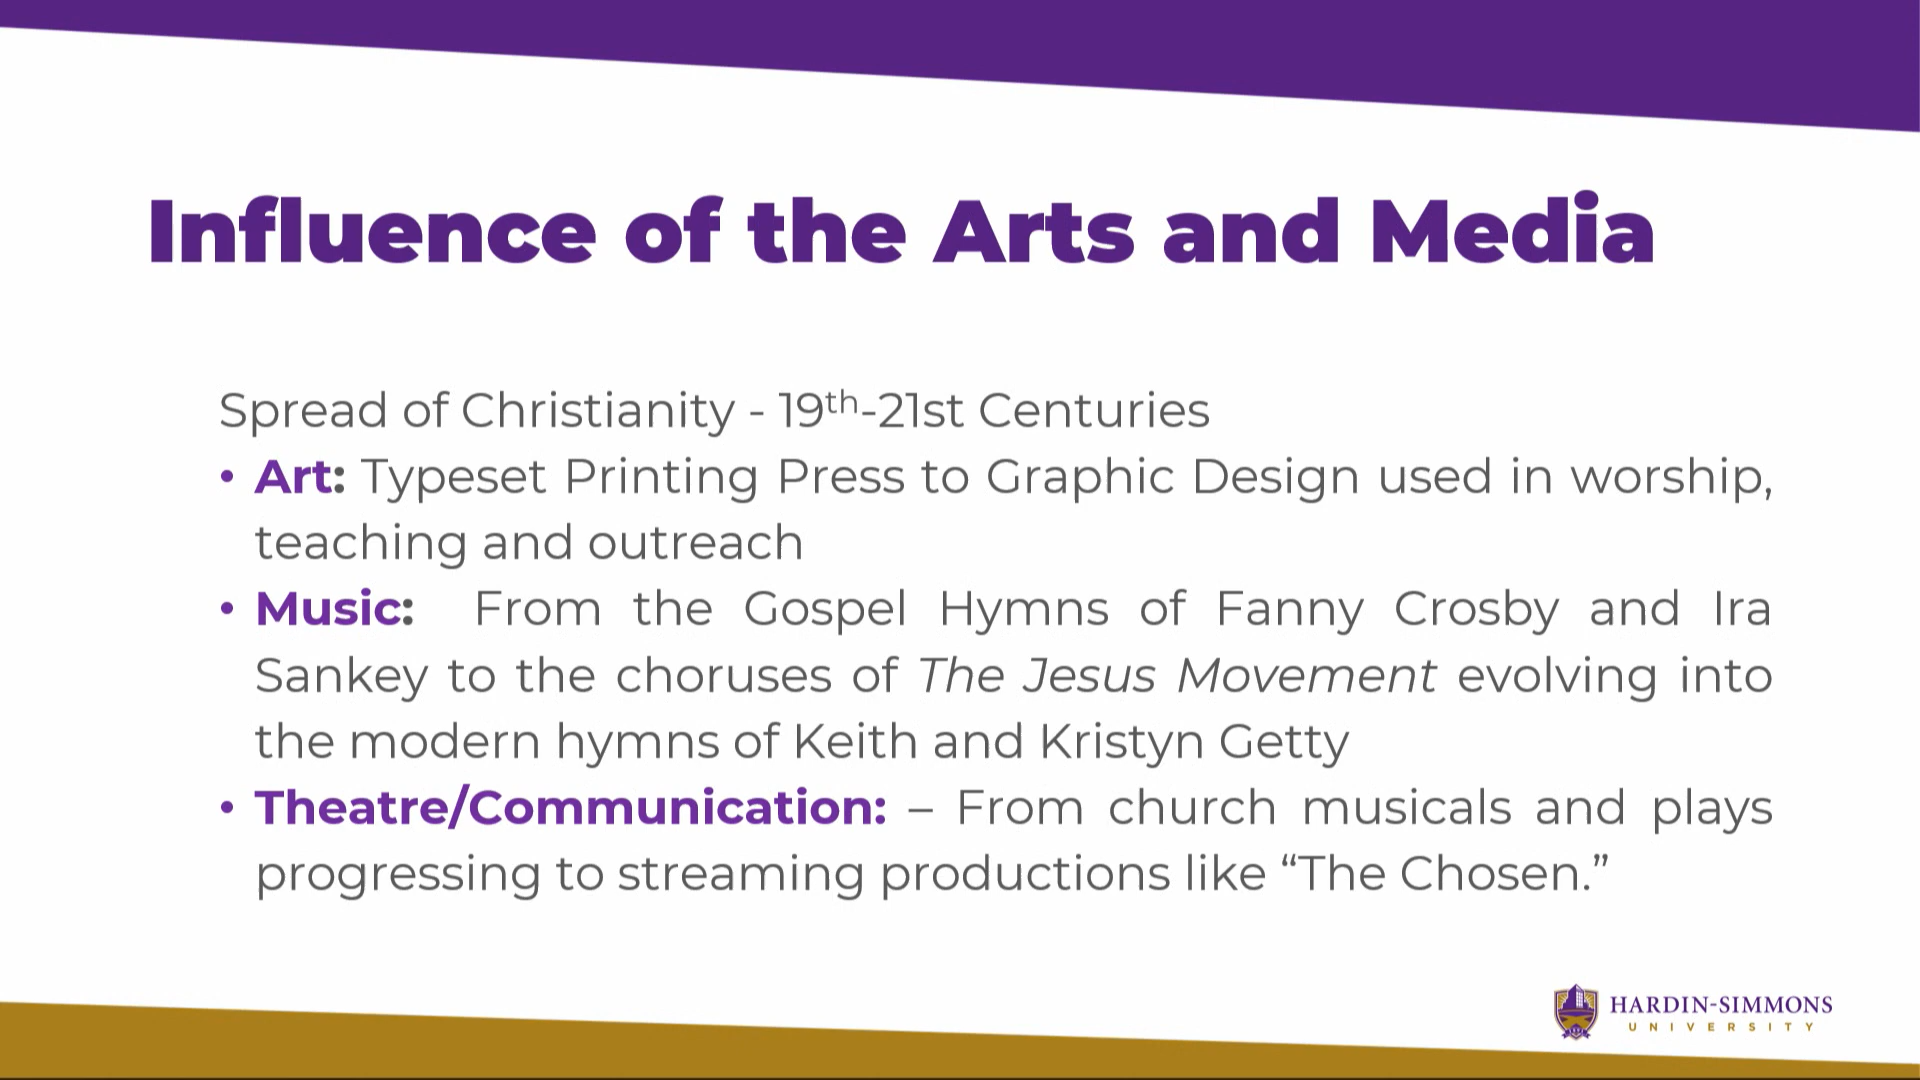 Influence of the Arts and Media
Spread of Christianity - 19th-21st Centuries
• Art: Typeset Printing Press to Graphic Design used in worship,
teaching and outreach
• Music: From the Gospel Hymns of Fanny Crosby and Ira
Sankey to the choruses of The Jesus Movement evolving into
the modern hymns of Keith and Kristyn Getty
• Theatre/Communication: – From church musicals and plays
progressing to streaming productions like “The Chosen.”
HARDIN-SIMMONS
UNIVERSITY